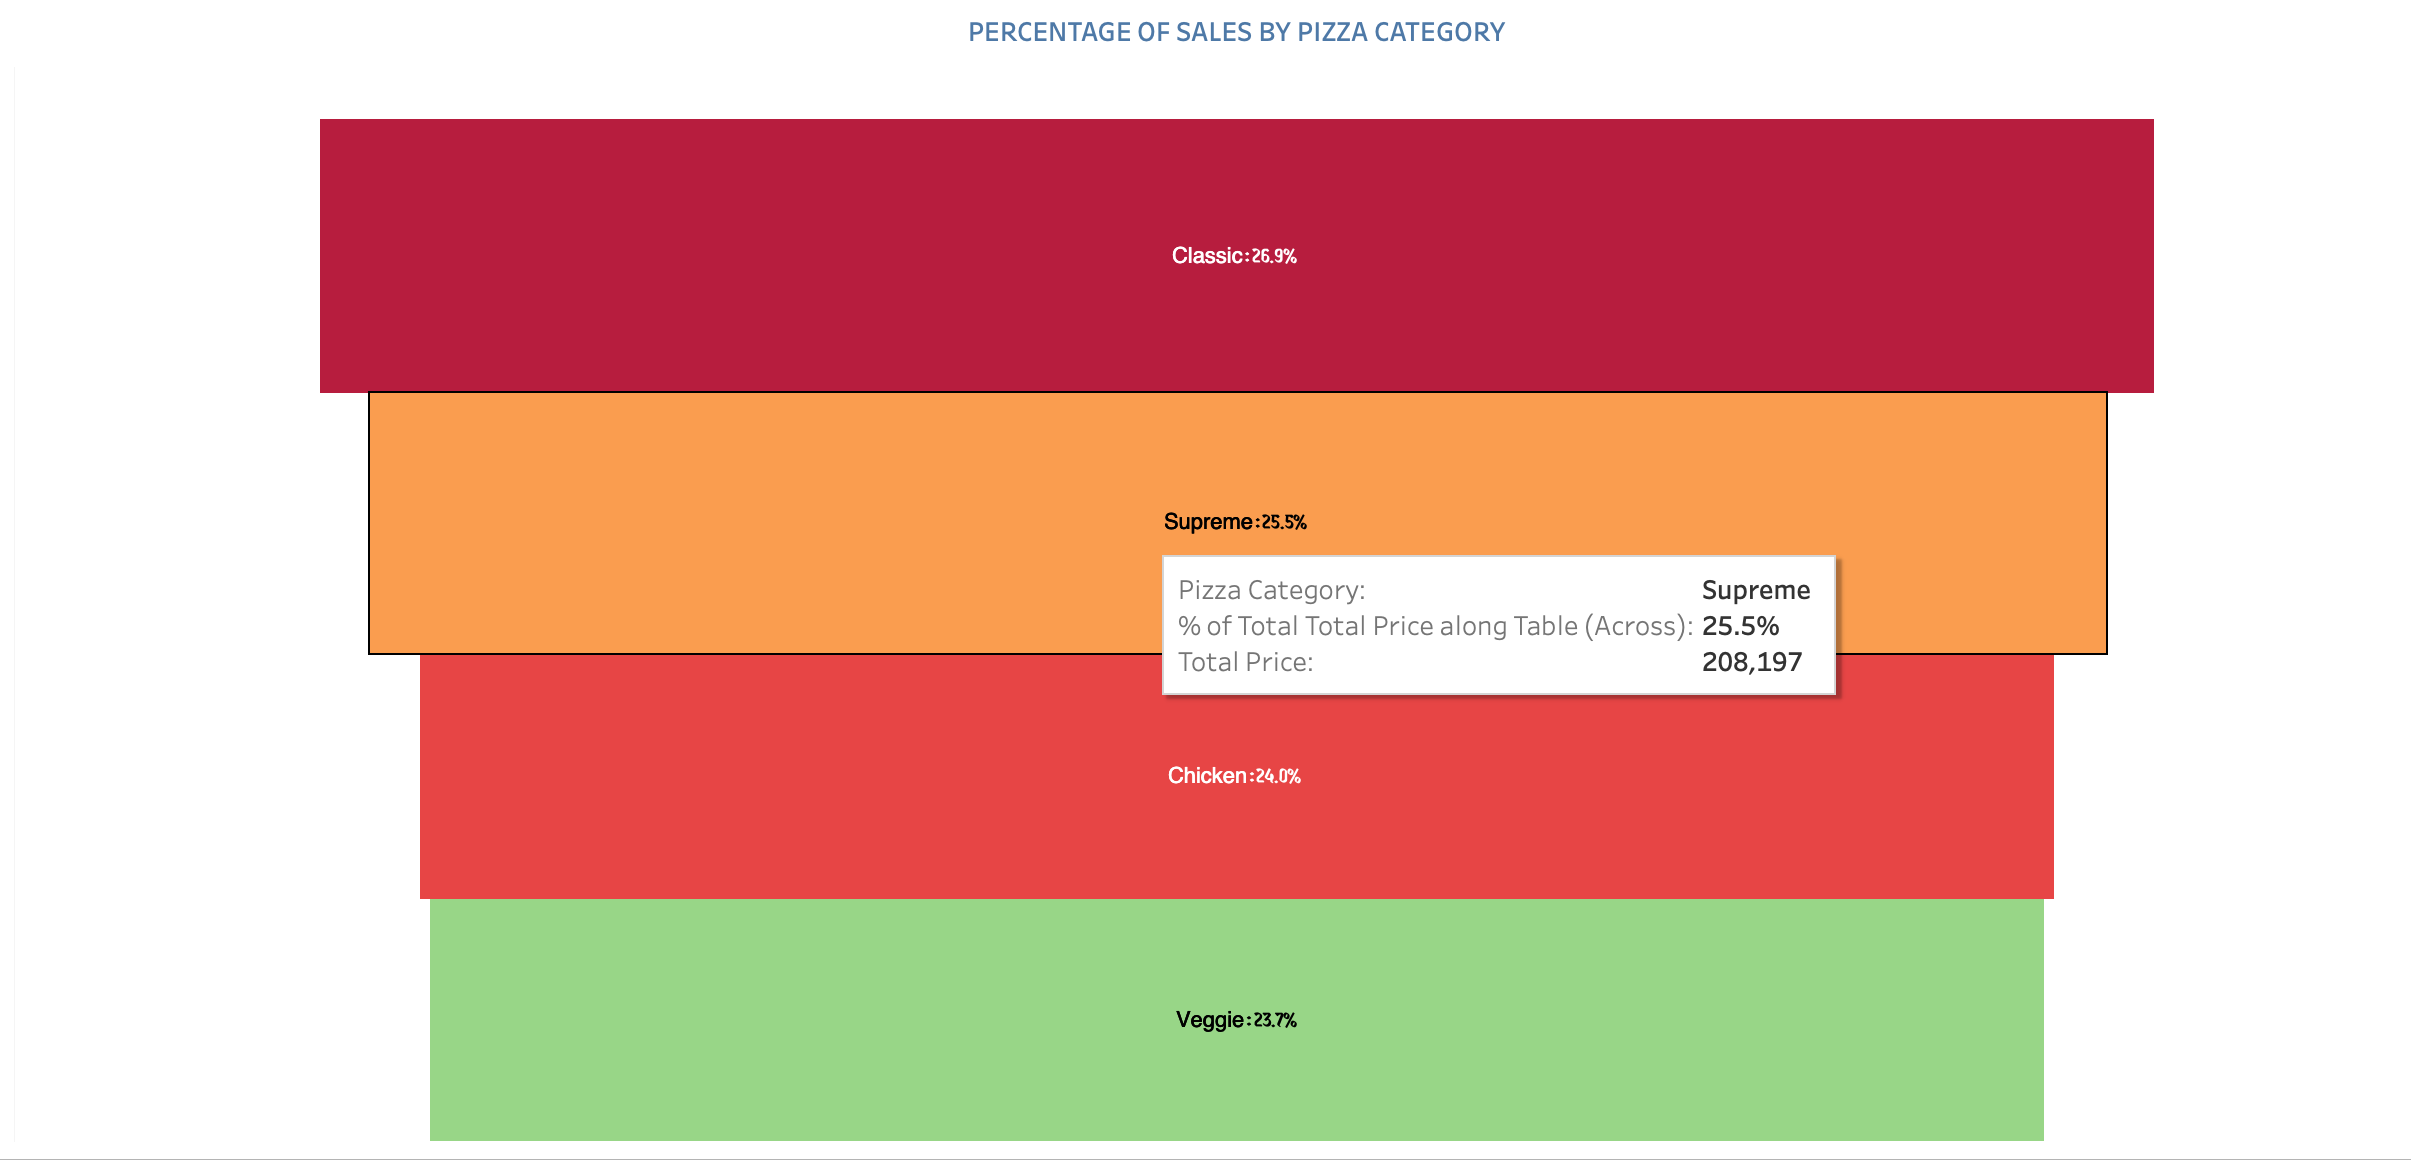 PERCENTAGE OF SALES BY PIZZA CATEGORY
Classic:26.9%
Supreme:25.5%
Pizza Category: Supreme
% of Total Total Price along Table (Across): 25.5%
Total Price: 208,197
Chicken:24.0%
Veggie:23.7%